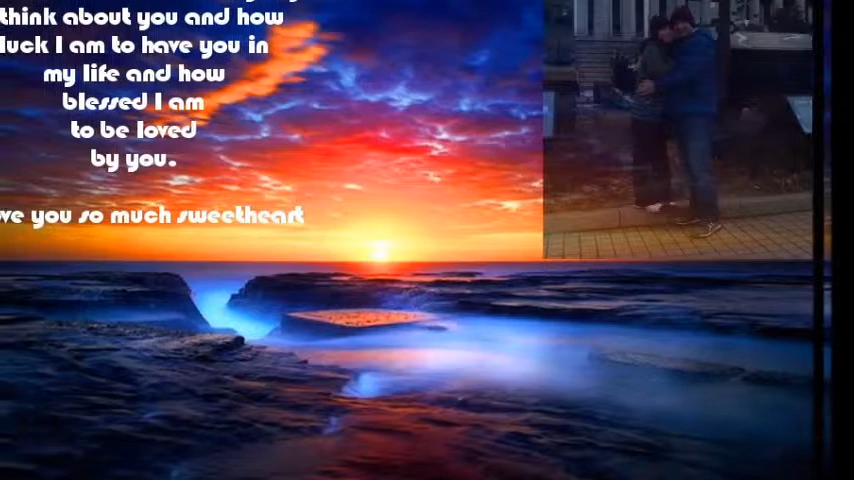 think about you and how
luck I am to have you in
my life and how
blessed I am
to be loved
by you.
you so much sweetheart